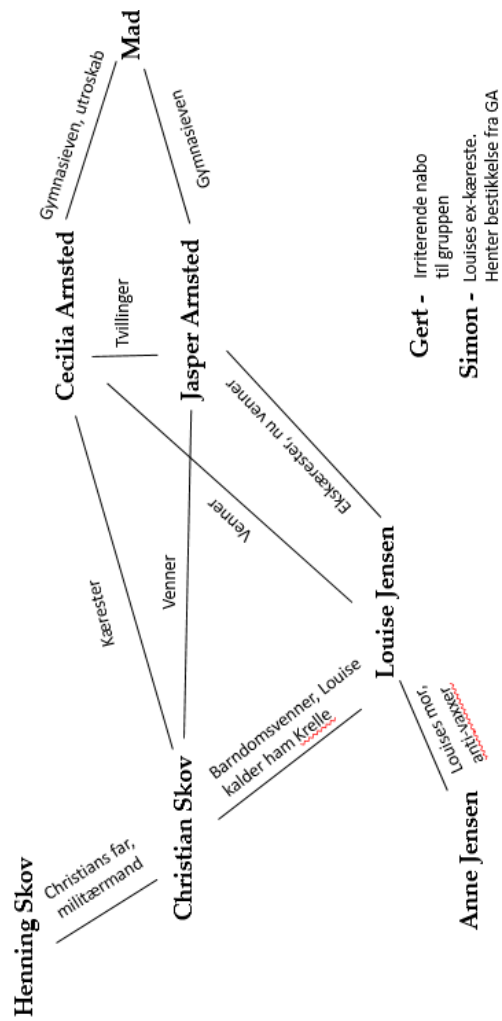 Henning Skov
Christians far,
militærmand
Christian Skov
Kærester
Venner
Cecilia Arnsted
Tvillinger
Jasper Arnsted
Gymnasieven, utroskab
Gymnasieven
Mad
Venner
Ekskærester, nu venner
Barndomsvenner, Louise
kalder ham Krelle
Louise Jensen
Louises mor,
anti-vaxxer
Anne Jensen
Gert - Irriterende nabo
til gruppen
Simon - Louises ex-kæreste.
Henter bestikkelse fra GA